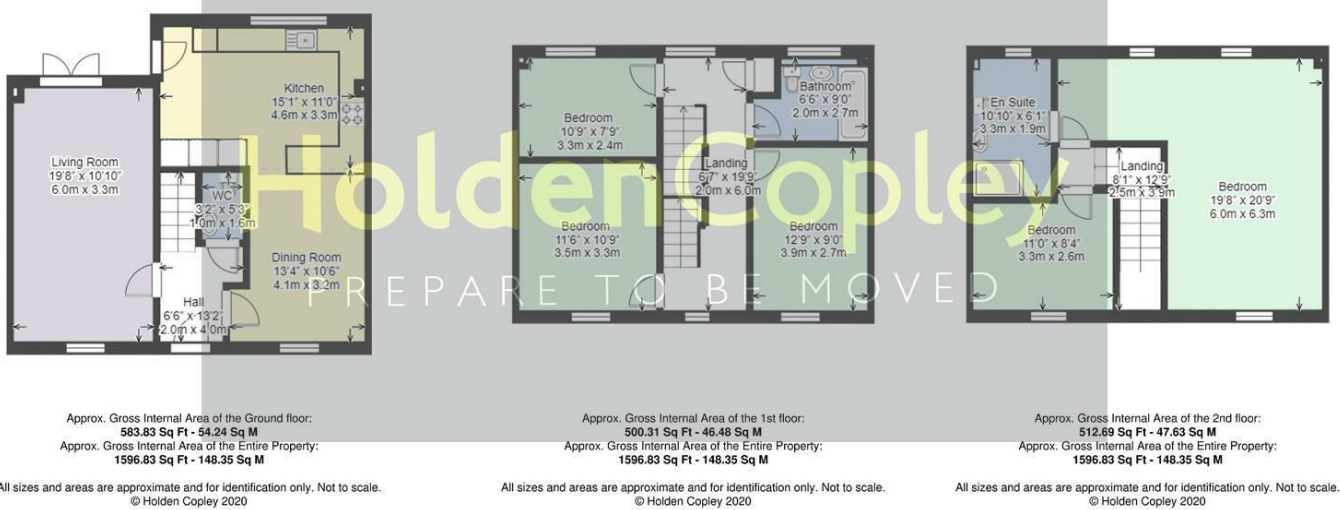 Kitchen
15'1" x 11'0"
4.6m x 3.3m
Living Room
19'8" x 10'10"
6.0m x 3.3m
WC
3'2" x 5'3"
1.0m x 1.6m
Dining Room
13'4" x 10'6"
4.1m x 3.2m
Hall
6'6" x 13'2"
2.0m x 4.0m
Bedroom
10'9" x 7'9"
3.3m x 2.4m
Bathroom
6'6" x 9'0"
2.0m x 2.7m
Landing
6'7" x 19'9"
2.0m x 6.0m
Bedroom
11'6" x 10'9"
3.5m x 3.3m
Bedroom
12'9" x 9'0"
3.9m x 2.7m
En Suite
10'10" x 6'1"
3.3m x 1.9m
Landing
8'1" x 12'9"
2.5m x 3.9m
Bedroom
19'8" x 20'9"
6.0m x 6.3m
Bedroom
11'0" x 8'4"
3.3m x 2.6m
HoldenCopley
PREPARE TO BE MOVED
Approx. Gross Internal Area of the Ground floor:
583.83 Sq Ft - 54.24 Sq M
Approx. Gross Internal Area of the Entire Property:
1596.83 Sq Ft - 148.35 Sq M
All sizes and areas are approximate and for identification only. Not to scale.
© Holden Copley 2020
Approx. Gross Internal Area of the 1st floor:
500.31 Sq Ft - 46.48 Sq M
Approx. Gross Internal Area of the Entire Property:
1596.83 Sq Ft - 148.35 Sq M
All sizes and areas are approximate and for identification only. Not to scale.
© Holden Copley 2020
Approx. Gross Internal Area of the 2nd floor:
512.69 Sq Ft - 47.63 Sq M
Approx. Gross Internal Area of the Entire Property:
1596.83 Sq Ft - 148.35 Sq M
All sizes and areas are approximate and for identification only. Not to scale.
© Holden Copley 2020